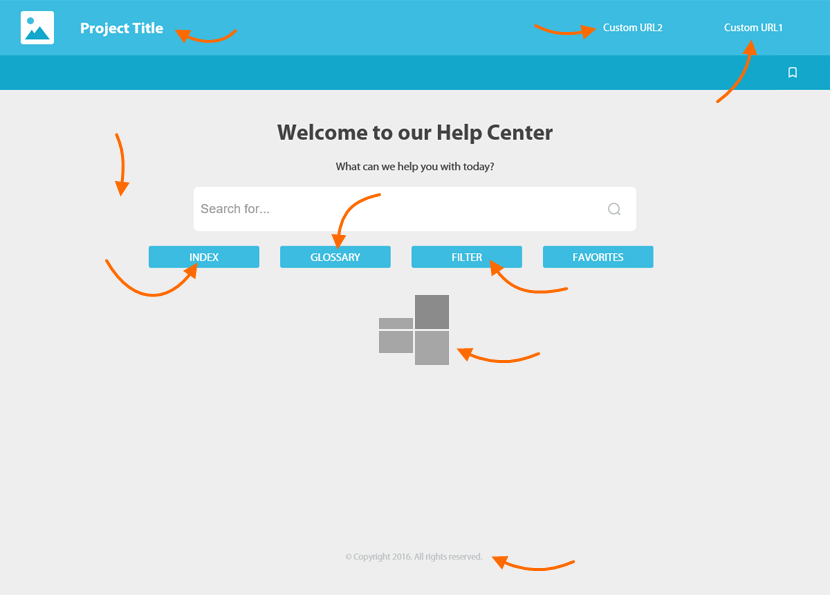 Project Title
Custom URL2
Custom URL1
Welcome to our Help Center
What can we help you with today?
Search for...
INDEX
GLOSSARY
FILTER
FAVORITES
© Copyright 2016. All rights reserved.